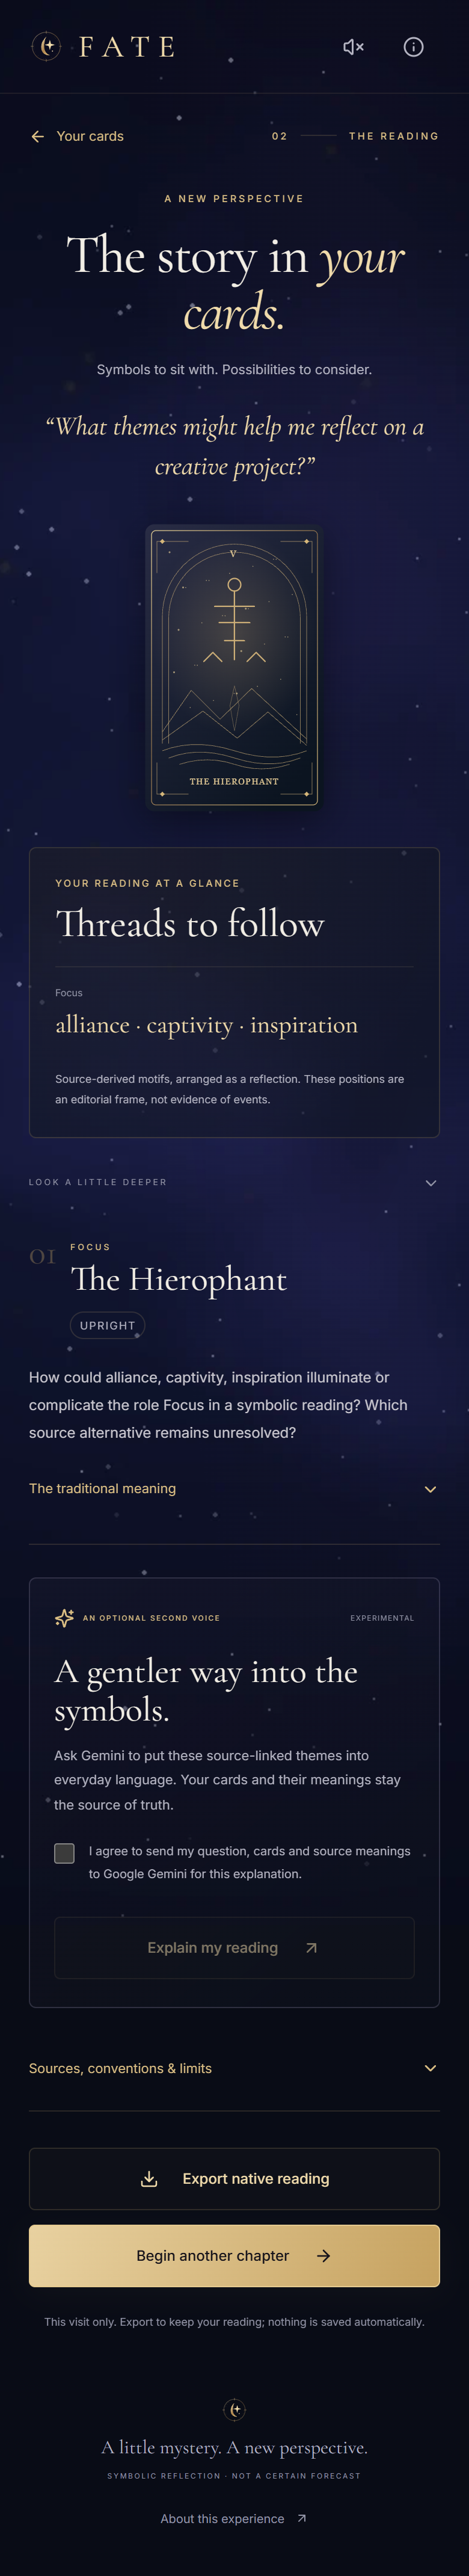 FATE
Your cards
02 THE READING
A NEW PERSPECTIVE
The story in your
cards.
Symbols to sit with. Possibilities to consider.
“What themes might help me reflect on a
creative project?”
V
THE HIEROPHANT
YOUR READING AT A GLANCE
Threads to follow
Focus
alliance · captivity · inspiration
Source-derived motifs, arranged as a reflection. These positions are
an editorial frame, not evidence of events.
LOOK A LITTLE DEEPER
01
FOCUS
The Hierophant
UPRIGHT
How could alliance, captivity, inspiration illuminate or
complicate the role Focus in a symbolic reading? Which
source alternative remains unresolved?
The traditional meaning
AN OPTIONAL SECOND VOICE
EXPERIMENTAL
A gentler way into the
symbols.
Ask Gemini to put these source-linked themes into
everyday language. Your cards and their meanings stay
the source of truth.
I agree to send my question, cards and source meanings
to Google Gemini for this explanation.
Explain my reading
Sources, conventions & limits
Export native reading
Begin another chapter
This visit only. Export to keep your reading; nothing is saved automatically.
A little mystery. A new perspective.
SYMBOLIC REFLECTION · NOT A CERTAIN FORECAST
About this experience